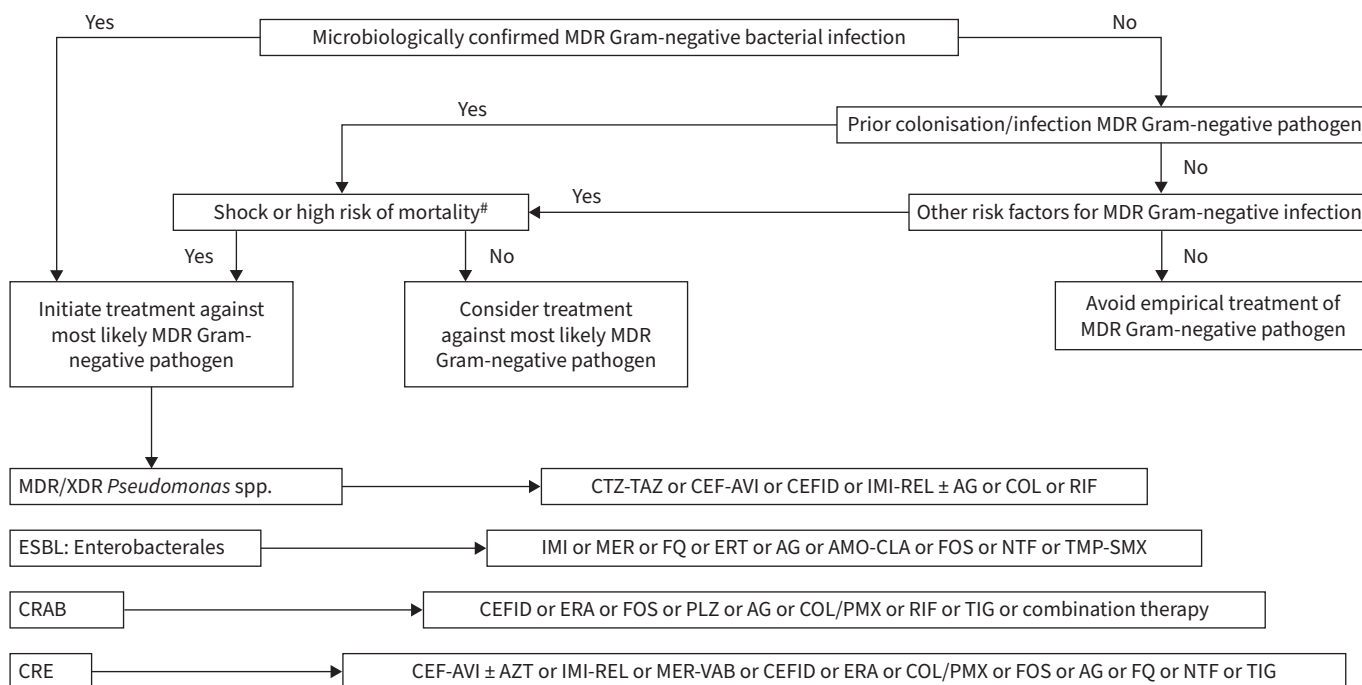 Yes
Microbiologically confirmed MDR Gram-negative bacterial infection
No
Yes
Prior colonisation/infection MDR Gram-negative pathogen
No
Shock or high risk of mortality#
Yes
Other risk factors for MDR Gram-negative infection
Yes
No
No
Initiate treatment against
most likely MDR Gram-
negative pathogen
Consider treatment
against most likely MDR
Gram-negative pathogen
Avoid empirical treatment of
MDR Gram-negative pathogen
MDR/XDR Pseudomonas spp.
CTZ-TAZ or CEF-AVI or CEFID or IMI-REL ± AG or COL or RIF
ESBL: Enterobacterales
IMI or MER or FQ or ERT or AG or AMO-CLA or FOS or NTF or TMP-SMX
CRAB
CEFID or ERA or FOS or PLZ or AG or COL/PMX or RIF or TIG or combination therapy
CRE
CEF-AVI ± AZT or IMI-REL or MER-VAB or CEFID or ERA or COL/PMX or FOS or AG or FQ or NTF or TIG